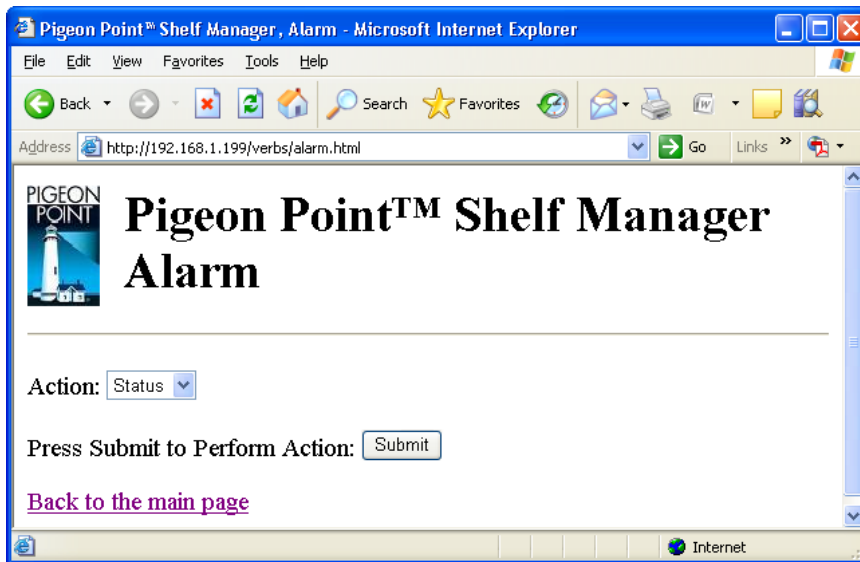 Pigeon Point™ Shelf Manager, Alarm - Microsoft Internet Explorer
File Edit View Favorites Tools Help
Back Search Favorites
Address http://192.168.1.199/verbs/alarm.html Go Links »
PIGEON
POINT
Pigeon Point™ Shelf Manager
Alarm
Action: Status
Press Submit to Perform Action: Submit
Back to the main page
Internet